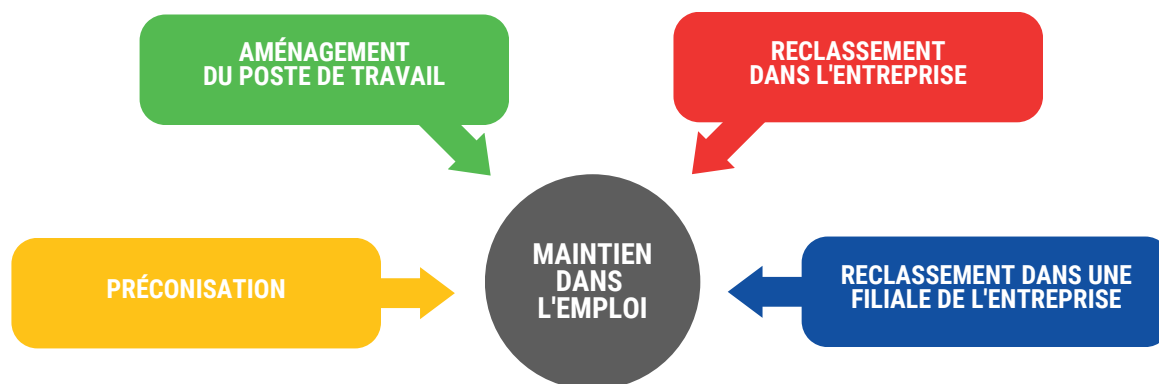 AMÉNAGEMENT
DU POSTE DE TRAVAIL
RECLASSEMENT
DANS L'ENTREPRISE
PRÉCONISATION
MAINTIEN
DANS
L'EMPLOI
RECLASSEMENT DANS UNE
FILIALE DE L'ENTREPRISE